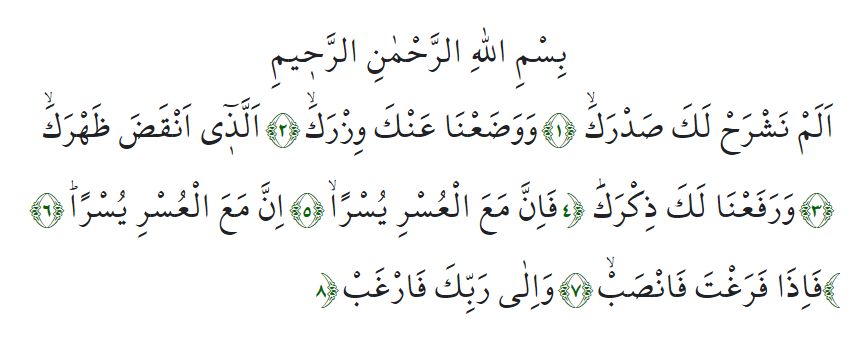 بِسْمِ اللّٰهِ الرَّحْمٰنِ الرَّح۪يمِ
اَلَمْ نَشْرَحْ لَكَ صَدْرَكَۙ ﴿١﴾ وَوَضَعْنَا عَنْكَ وِزْرَكَۙ ﴿٢﴾ اَلَّذ۪ٓى اَنْقَضَ ظَهْرَكَۙ
﴿٣﴾ وَرَفَعْنَا لَكَ ذِكْرَكَۜ ﴿٤ فَاِنَّ مَعَ الْعُسْرِ يُسْرًاۙ ﴿٥﴾ اِنَّ مَعَ الْعُسْرِ يُسْرًاۜ ﴿٦﴾
﴾ فَاِذَا فَرَغْتَ فَانْصَبْۙ ﴿٧﴾ وَاِلٰى رَبِّكَ فَارْغَبْ ﴿٨